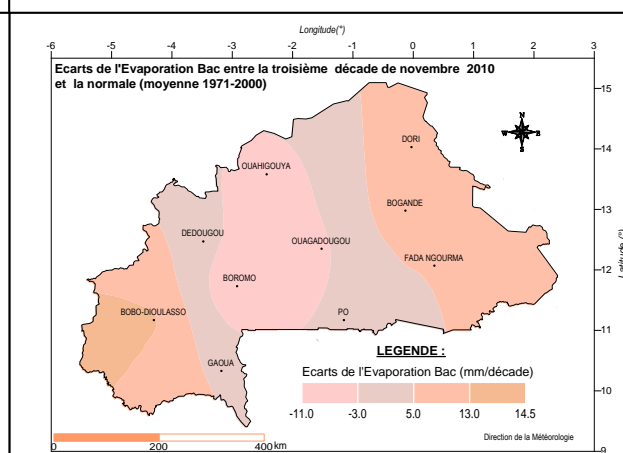 Longitude(°)
-6 -5 -4 -3 -2 -1 0 1 2 3
Ecarts de l'Evaporation Bac entre la troisième décade de novembre 2010
et la normale (moyenne 1971-2000)
15
N
W E
S
DORI
14
OUAHIGOUYA
BOGANDE
13
DEDOUGOU
OUAGADOUGOU
Latitude (°)
FADA NGOURMA
12
BOROMO
BOBO-DIOULASSO
PO
11
LEGENDE :
GAOUA
Ecarts de l'Evaporation Bac (mm/décade)
10
-11.0 -3.0 5.0 13.0 14.5
Direction de la Météorologie
0 200 400 km
9